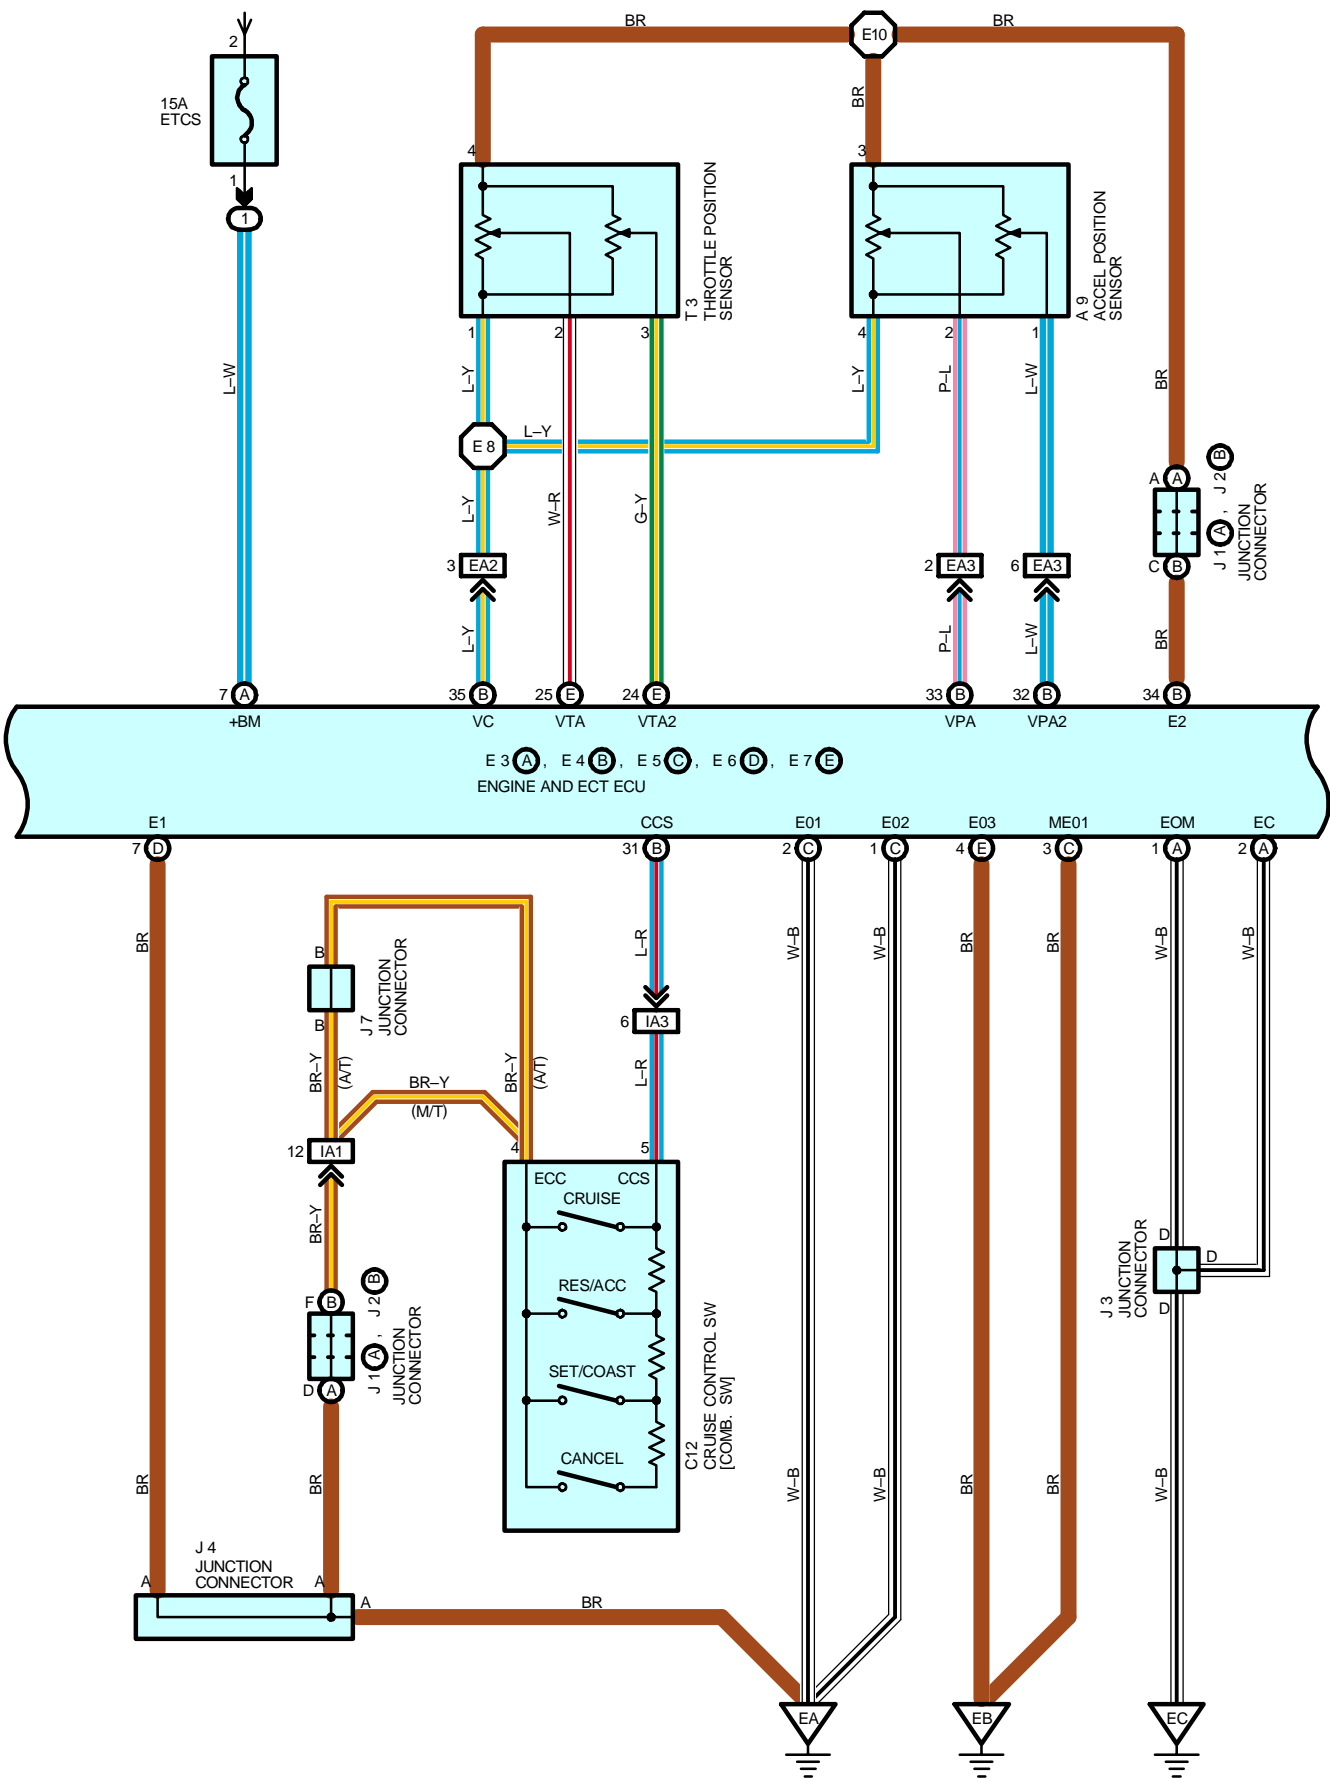 BR
BR
E10
2
15A
ETCS
1
1
BR
4
3
T 3
THROTTLE POSITION
SENSOR
A 9
ACCEL POSITION
SENSOR
1
2
3
4
2
1
L–W
L–Y
L–Y
P–L
L–W
BR
E 8
L–Y
L–Y
W–R
G–Y
A
A
J 1 A , J 2 B
JUNCTION
CONNECTOR
3
EA2
2
EA3
6
EA3
C
B
L–Y
P–L
L–W
BR
7
A
35
B
25
E
24
E
33
B
32
B
34
B
+BM
VC
VTA
VTA2
VPA
VPA2
E2
E 3 A , E 4 B , E 5 C , E 6 D , E 7 E
ENGINE AND ECT ECU
E1
CCS
E01
E02
E03
ME01
EOM
EC
7
D
31
B
2
C
1
C
4
E
3
C
1
A
2
A
BR
L–R
W–B
W–B
BR
BR
W–B
W–B
B
J 7
JUNCTION
CONNECTOR
B
6
IA3
BR–Y
(A/T)
BR–Y
(M/T)
BR–Y
(A/T)
L–R
12
IA1
4
5
ECC
CCS
CRUISE
RES/ACC
SET/COAST
CANCEL
C12
CRUISE CONTROL SW
[COMB. SW]
BR–Y
F
B
J 1 A , J 2 B
JUNCTION
CONNECTOR
D
A
D
D
D
J 3
JUNCTION
CONNECTOR
BR
BR
W–B
W–B
BR
BR
W–B
J 4
JUNCTION
CONNECTOR
A
A
A
BR
EA
EB
EC